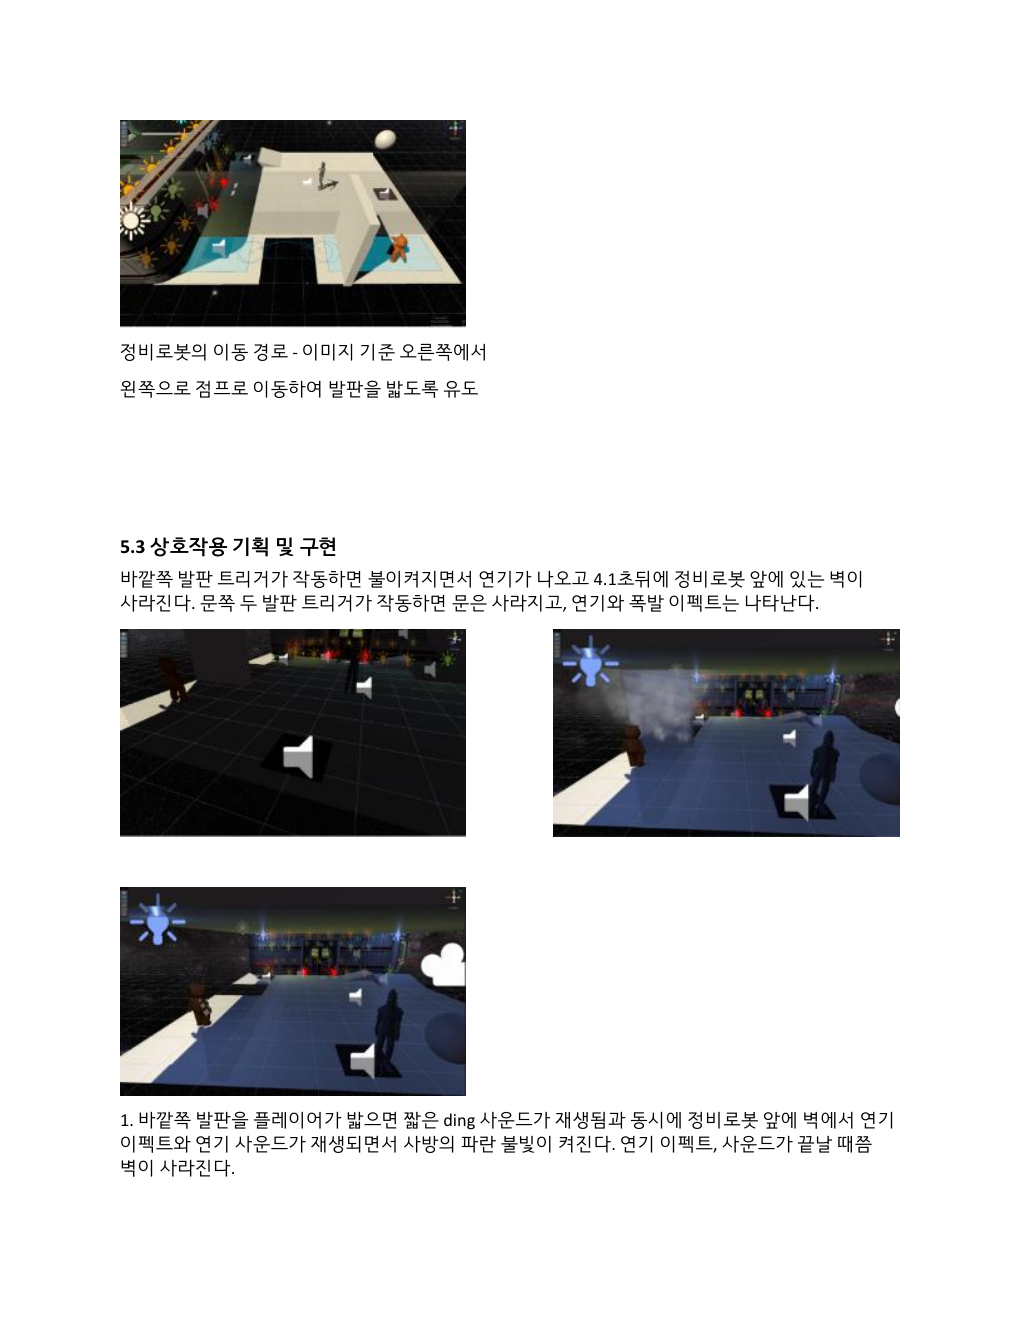 정비로봇의 이동 경로 - 이미지 기준 오른쪽에서
왼쪽으로 점프로 이동하여 발판을 밟도록 유도
5.3 상호작용 기획 및 구현
바깥쪽 발판 트리거가 작동하면 불이켜지면서 연기가 나오고 4.1초뒤에 정비로봇 앞에 있는 벽이
사라진다. 문쪽 두 발판 트리거가 작동하면 문은 사라지고, 연기와 폭발 이펙트는 나타난다.
1. 바깥쪽 발판을 플레이어가 밟으면 짧은 ding 사운드가 재생됨과 동시에 정비로봇 앞에 벽에서 연기
이펙트와 연기 사운드가 재생되면서 사방의 파란 불빛이 켜진다. 연기 이펙트, 사운드가 끝날 때쯤
벽이 사라진다.